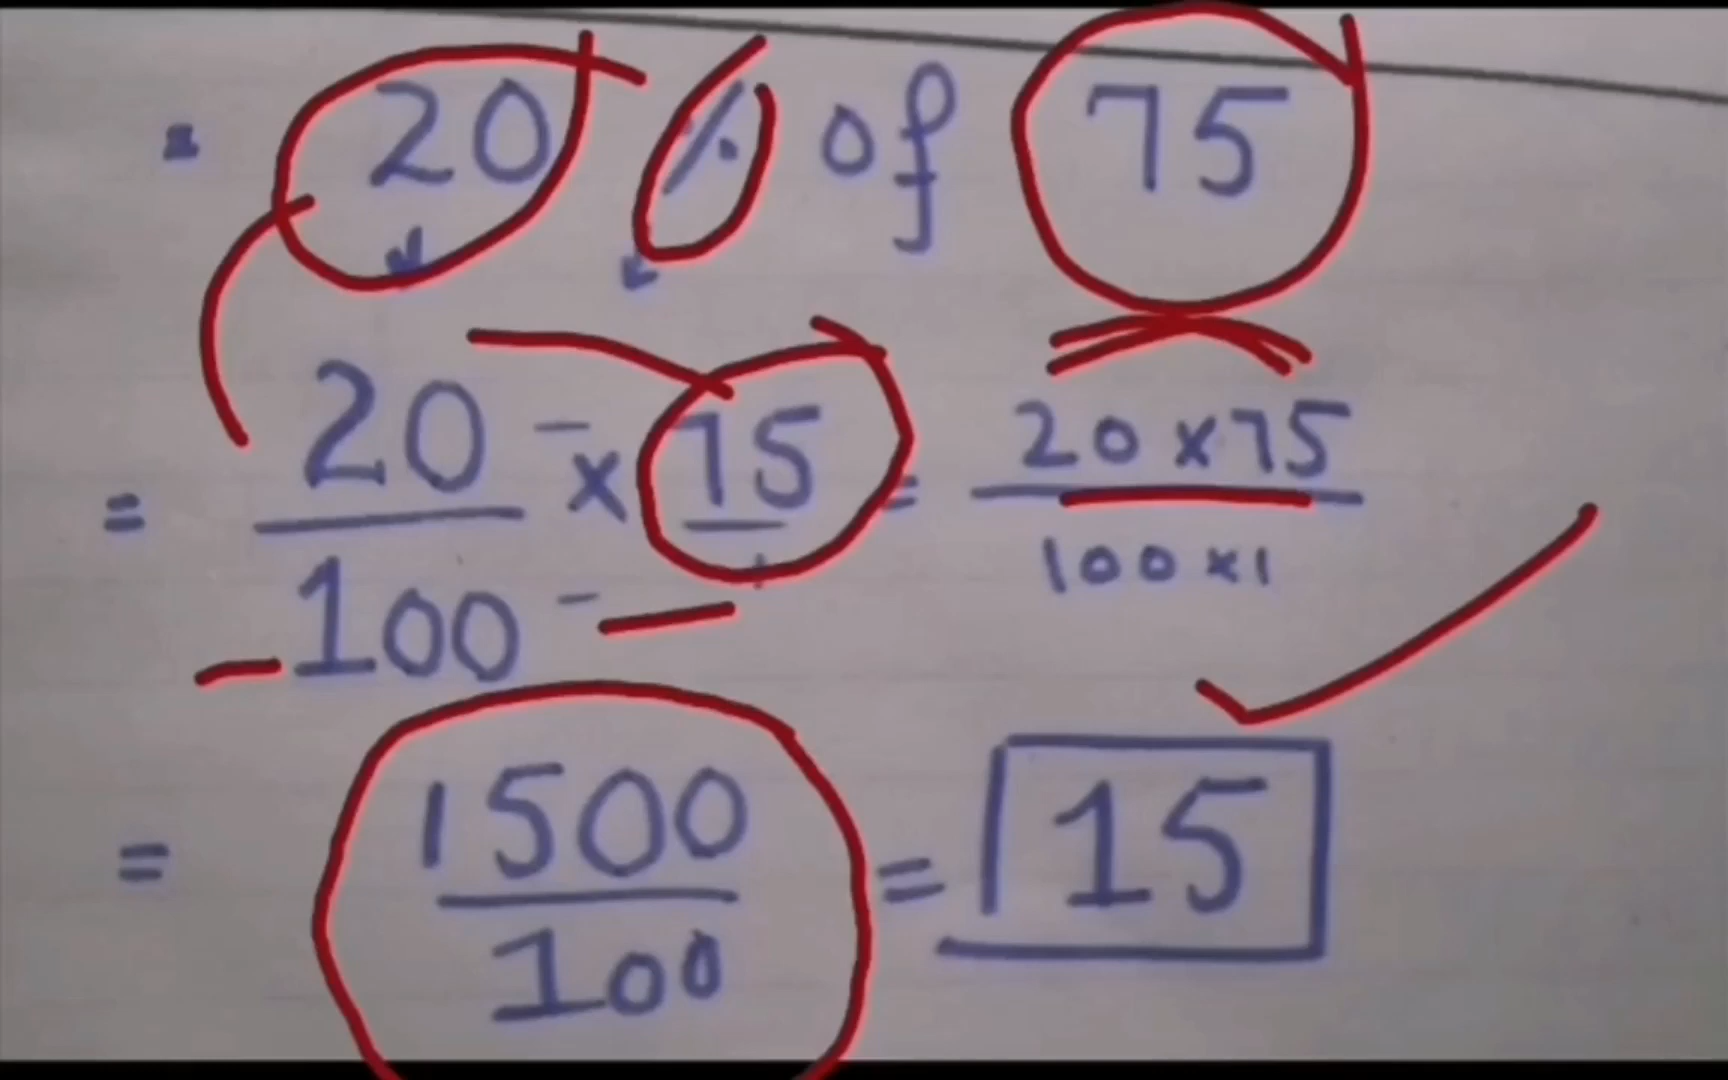 20 % of 75
20/100 × 75/1 = 20 × 75/100 × 1
= 1500/100 = 15